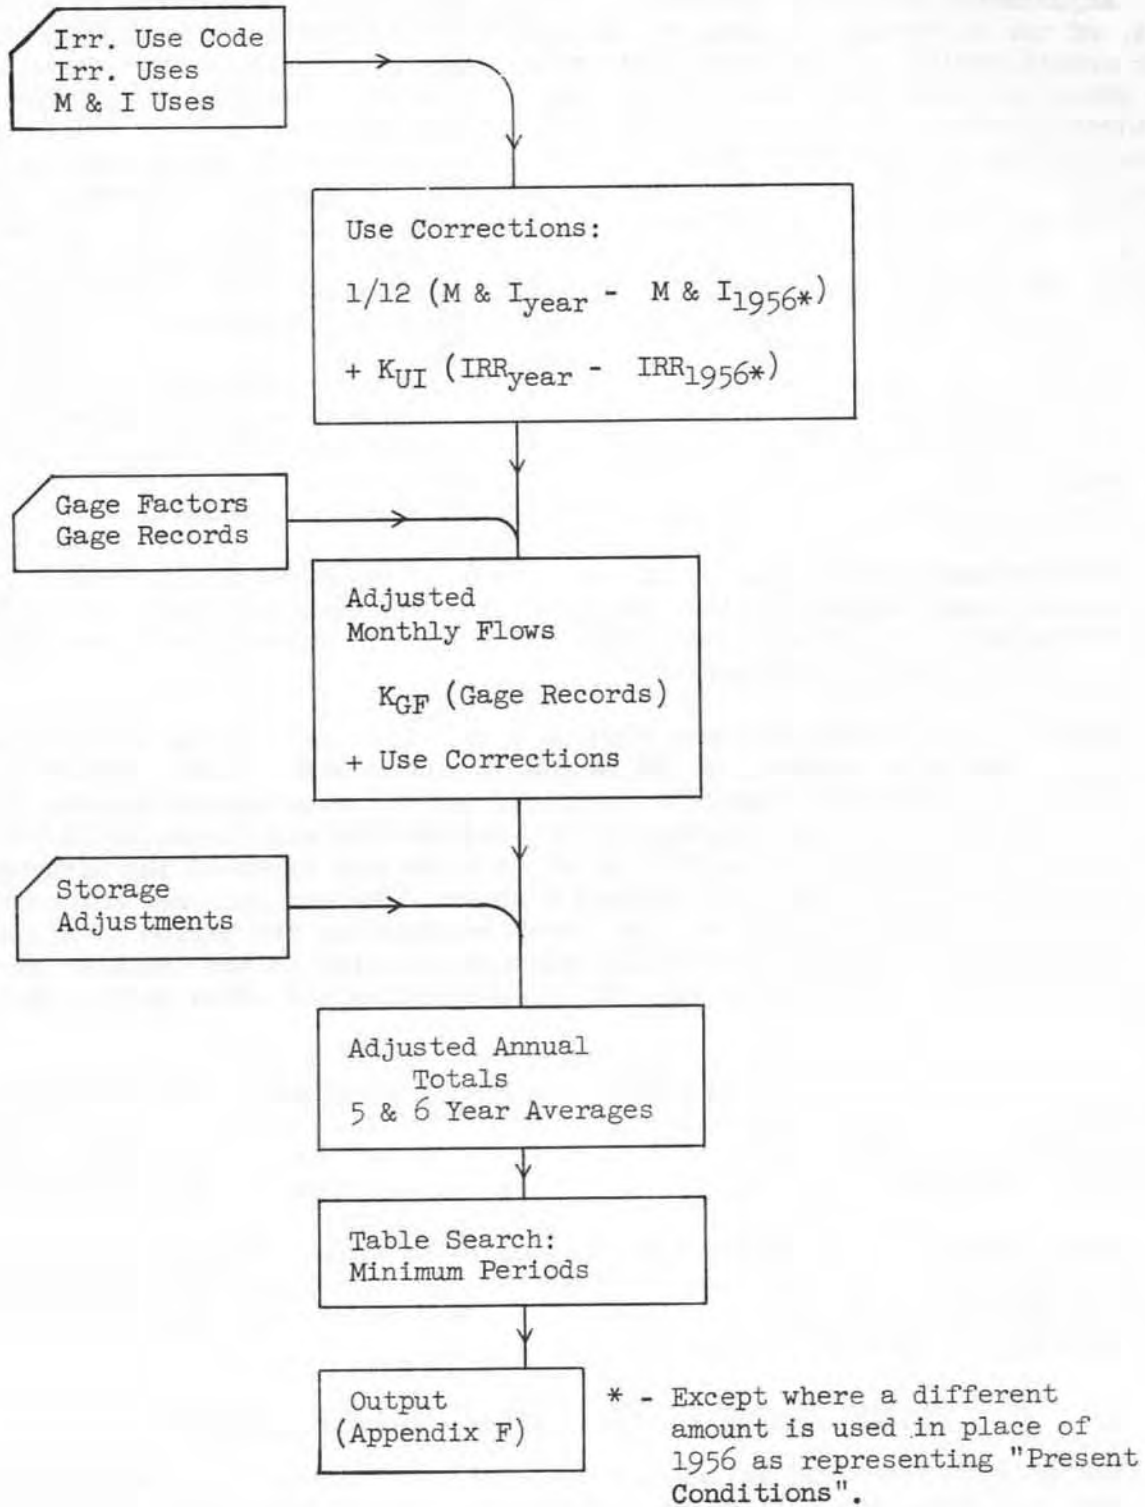 Irr. Use Code
Irr. Uses
M & I Uses
Use Corrections:
1/12 (M & Iyear - M & I1956*)
+ KUI (IRRyear - IRR1956*)
Gage Factors
Gage Records
Adjusted
Monthly Flows
KGF (Gage Records)
+ Use Corrections
Storage
Adjustments
Adjusted Annual
Totals
5 & 6 Year Averages
Table Search:
Minimum Periods
Output
(Appendix F)
* - Except where a different
amount is used in place of
1956 as representing "Present
Conditions".